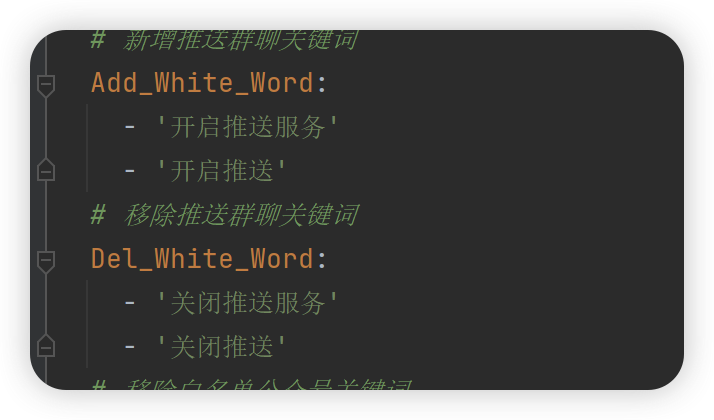 # 新增推送群聊关键词
Add_White_Word:
- '开启推送服务'
- '开启推送'
# 移除推送群聊关键词
Del_White_Word:
- '关闭推送服务'
- '关闭推送'
# 移除白名单公众号关键词